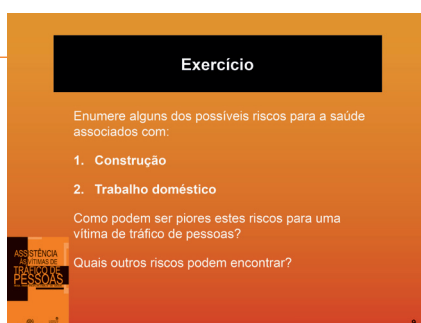 Exercício
Enumere alguns dos possíveis riscos para a saúde
associados com:
1. Construção
2. Trabalho doméstico
Como podem ser piores estes riscos para uma
vítima de tráfico de pessoas?
Quais outros riscos podem encontrar?
ASSISTÊNCIA
ÀS VÍTIMAS DE
TRÁFICO DE
PESSOAS
9